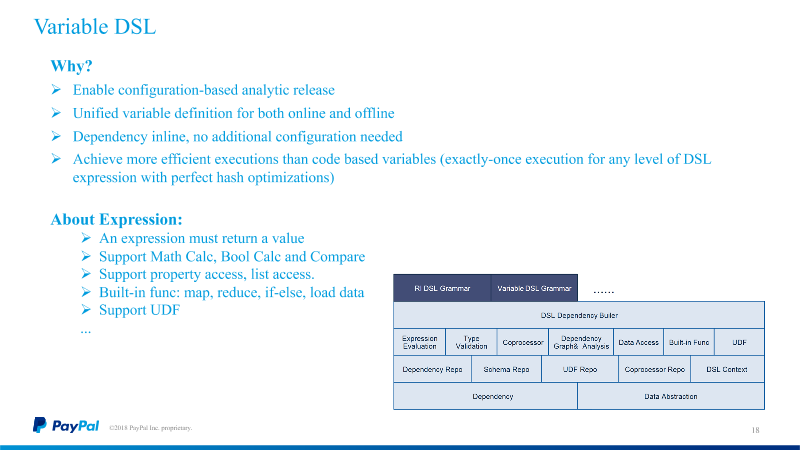 Variable DSL
Why?
➢ Enable configuration-based analytic release
➢ Unified variable definition for both online and offline
➢ Dependency inline, no additional configuration needed
➢ Achieve more efficient executions than code based variables (exactly-once execution for any level of DSL
expression with perfect hash optimizations)
About Expression:
➢ An expression must return a value
➢ Support Math Calc, Bool Calc and Compare
➢ Support property access, list access.
➢ Built-in func: map, reduce, if-else, load data
➢ Support UDF
...
RI DSL Grammar Variable DSL Grammar ......
DSL Dependency Builer
Expression Evaluation Type Validation Coprocessor Dependency Graph& Analysis Data Access Built-in Func UDF
Dependency Repo Schema Repo UDF Repo Coprocessor Repo DSL Context
Dependency Data Abstraction
PayPal ©2018 PayPal Inc. proprietary. 18